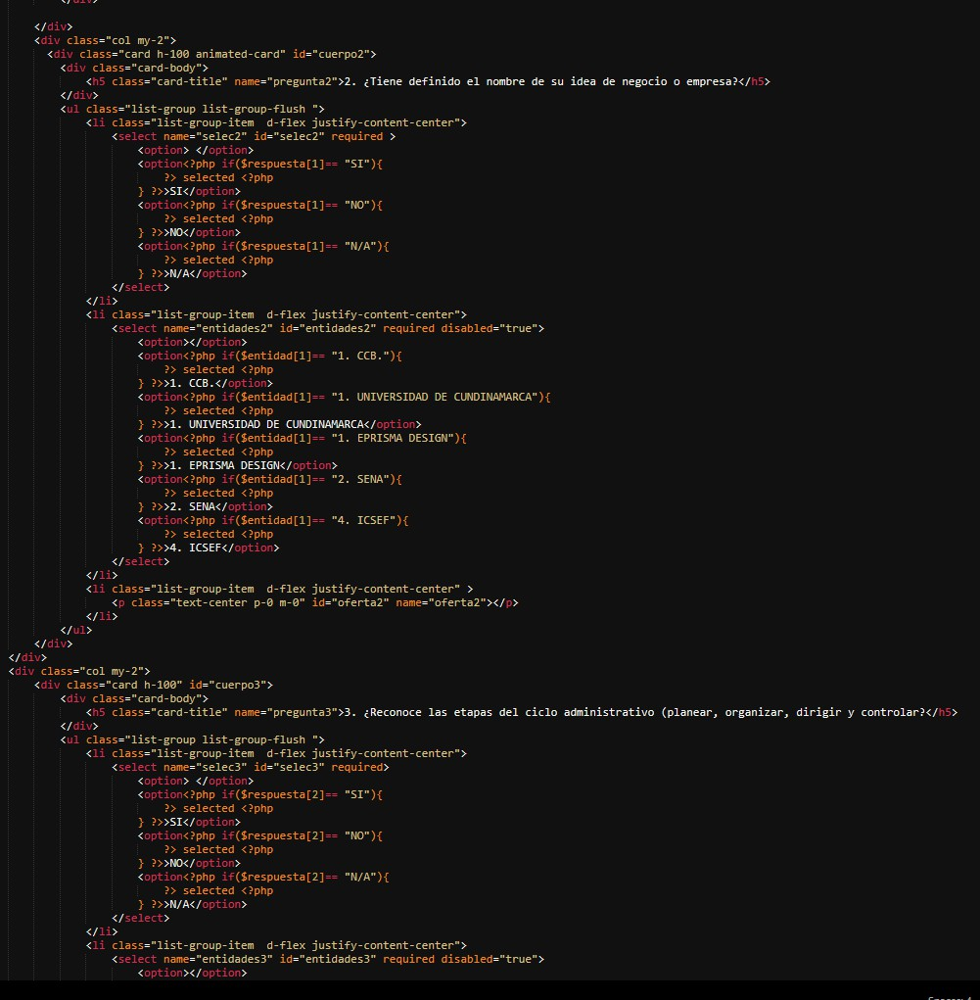 </div>
</div>
<div class="col my-2">
<div class="card h-100 animated-card" id="cuerpo2">
<div class="card-body">
<h5 class="card-title" name="pregunta2">2. ¿Tiene definido el nombre de su idea de negocio o empresa?</h5>
</div>
<ul class="list-group list-group-flush ">
<li class="list-group-item  d-flex justify-content-center">
<select name="selec2" id="selec2" required >
<option> </option>
<option<?php if($respuesta[1]== "SI"){
?> selected <?php
} ?>>SI</option>
<option<?php if($respuesta[1]== "NO"){
?> selected <?php
} ?>>NO</option>
<option<?php if($respuesta[1]== "N/A"){
?> selected <?php
} ?>>N/A</option>
</select>
</li>
<li class="list-group-item  d-flex justify-content-center">
<select name="entidades2" id="entidades2" required disabled="true">
<option></option>
<option<?php if($entidad[1]== "1. CCB."){
?> selected <?php
} ?>>1. CCB.</option>
<option<?php if($entidad[1]== "1. UNIVERSIDAD DE CUNDINAMARCA"){
?> selected <?php
} ?>>1. UNIVERSIDAD DE CUNDINAMARCA</option>
<option<?php if($entidad[1]== "1. EPRISMA DESIGN"){
?> selected <?php
} ?>>1. EPRISMA DESIGN</option>
<option<?php if($entidad[1]== "2. SENA"){
?> selected <?php
} ?>>2. SENA</option>
<option<?php if($entidad[1]== "4. ICSEF"){
?> selected <?php
} ?>>4. ICSEF</option>
</select>
</li>
<li class="list-group-item  d-flex justify-content-center" >
<p class="text-center p-0 m-0" id="oferta2" name="oferta2"></p>
</li>
</ul>
</div>
</div>
<div class="col my-2">
<div class="card h-100" id="cuerpo3">
<div class="card-body">
<h5 class="card-title" name="pregunta3">3. ¿Reconoce las etapas del ciclo administrativo (planear, organizar, dirigir y controlar?</h5>
</div>
<ul class="list-group list-group-flush ">
<li class="list-group-item  d-flex justify-content-center">
<select name="selec3" id="selec3" required>
<option> </option>
<option<?php if($respuesta[2]== "SI"){
?> selected <?php
} ?>>SI</option>
<option<?php if($respuesta[2]== "NO"){
?> selected <?php
} ?>>NO</option>
<option<?php if($respuesta[2]== "N/A"){
?> selected <?php
} ?>>N/A</option>
</select>
</li>
<li class="list-group-item  d-flex justify-content-center">
<select name="entidades3" id="entidades3" required disabled="true">
<option></option>